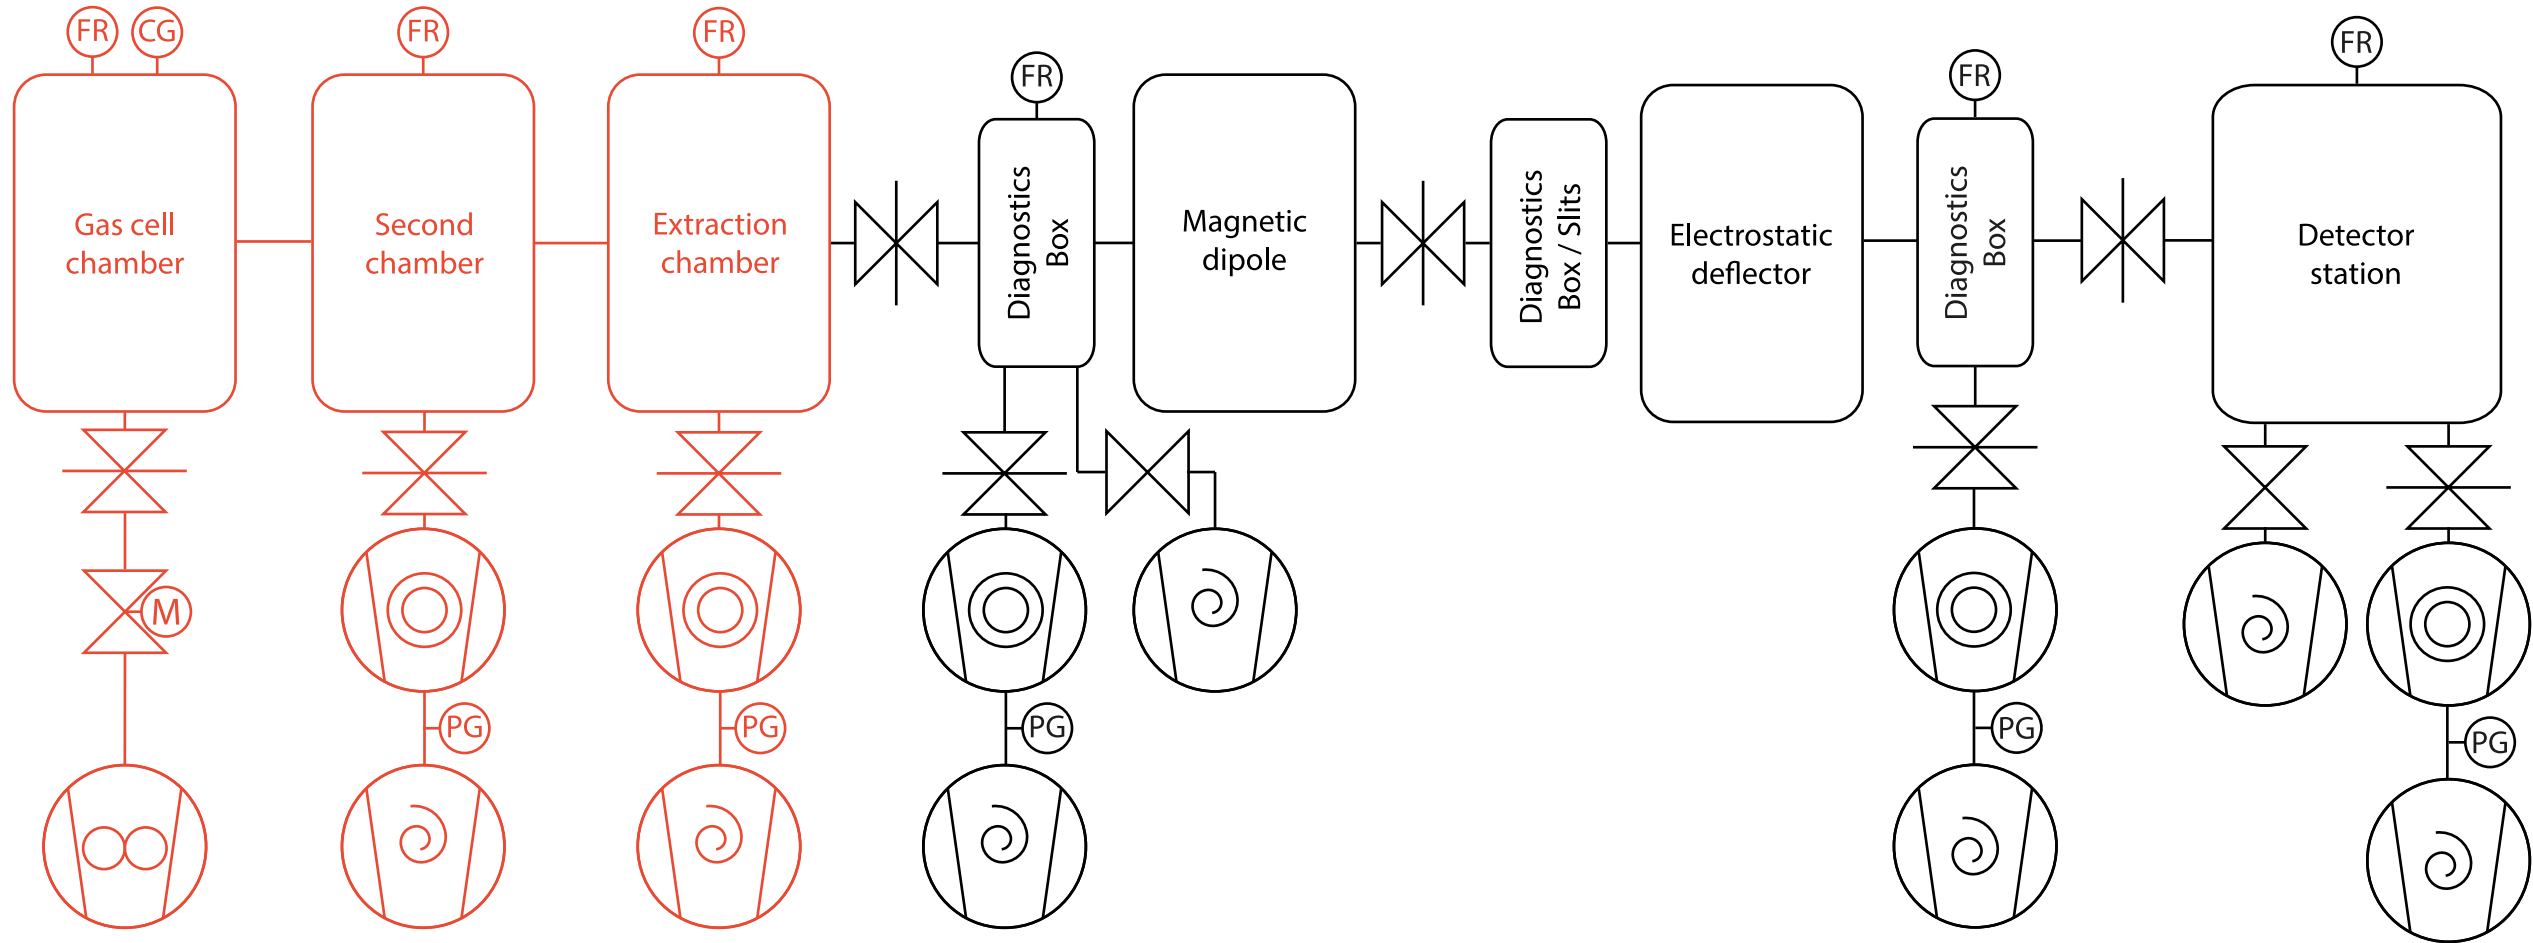 FR
CG
FR
FR
FR
FR
FR
Gas cell
chamber
Second
chamber
Extraction
chamber
Diagnostics
Box
Magnetic
dipole
Diagnostics
Box / Slits
Electrostatic
deflector
Diagnostics
Box
Detector
station
M
PG
PG
PG
PG
PG